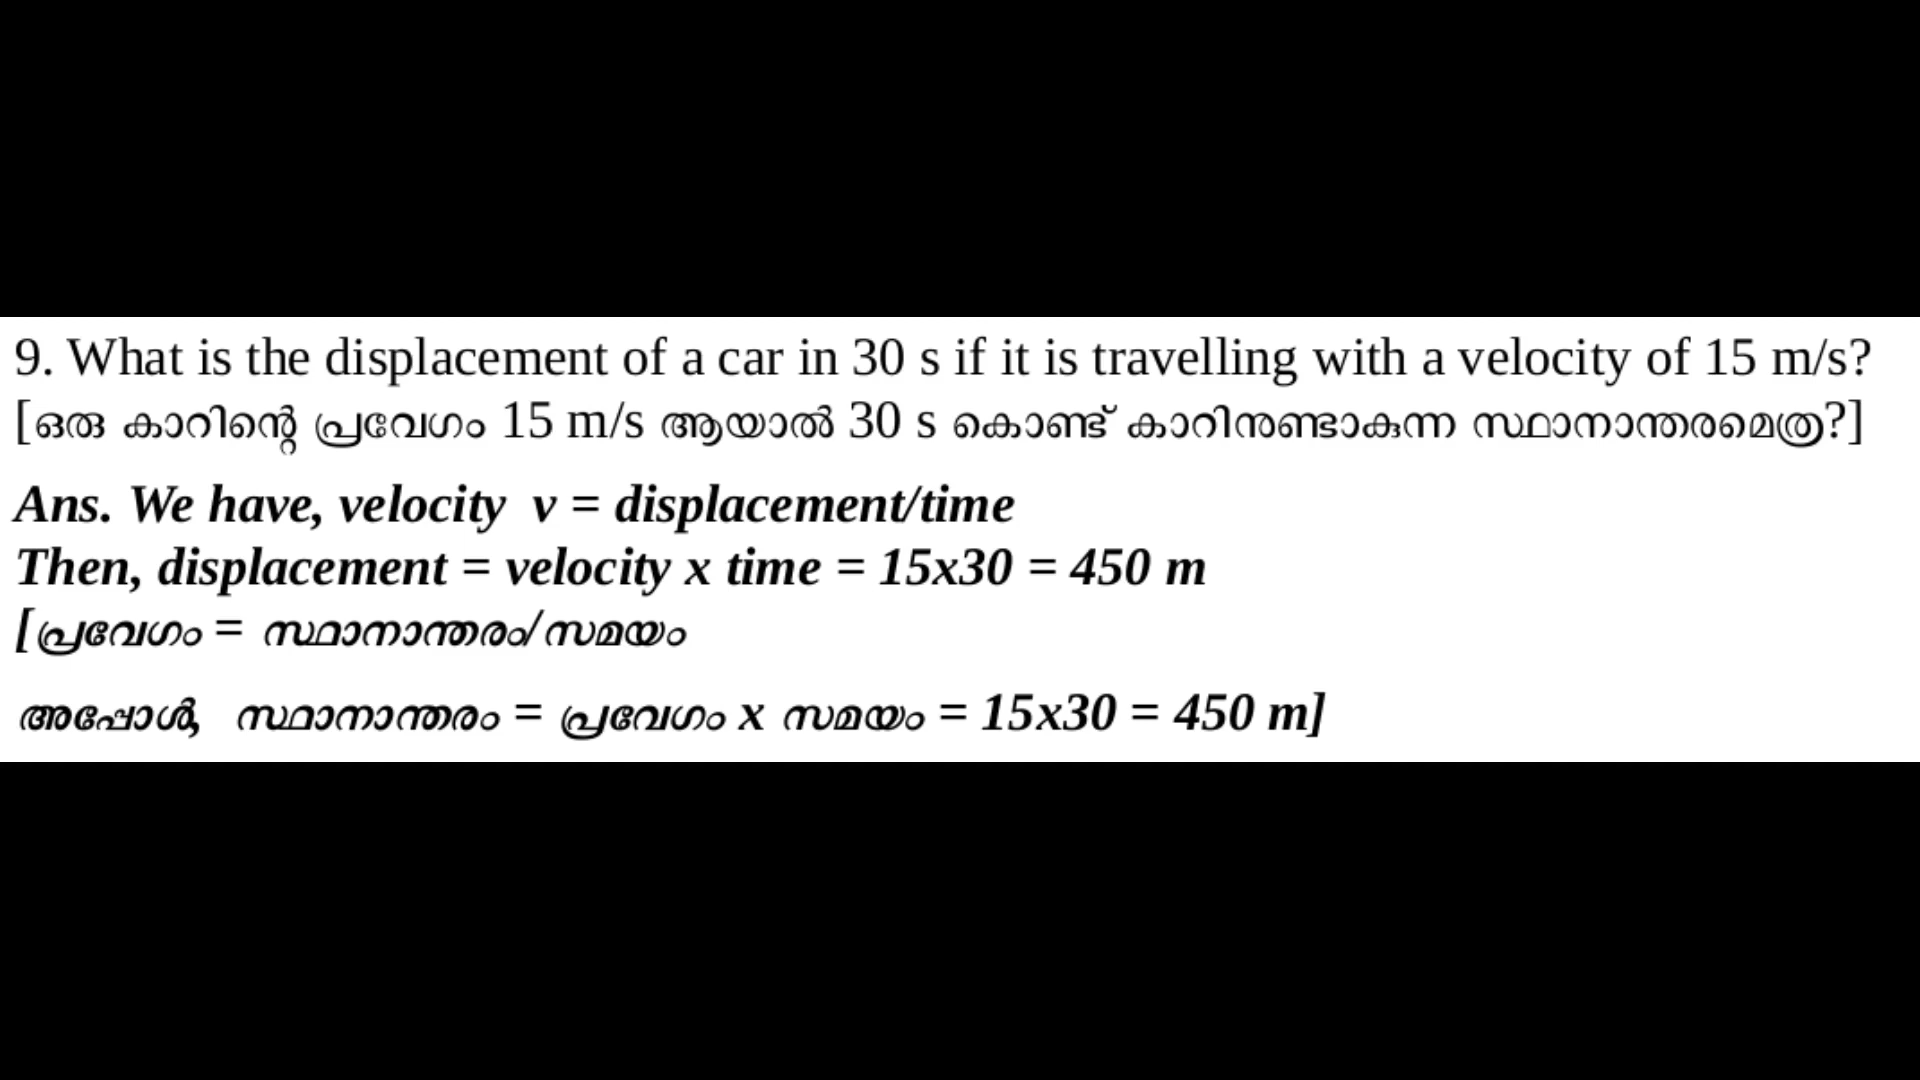 9. What is the displacement of a car in 30 s if it is travelling with a velocity of 15 m/s?
[ഒരു കാറിന്റെ പ്രവേഗം 15 m/s ആയാൽ 30 s കൊണ്ട് കാറിനുണ്ടാകുന്ന സ്ഥാനാന്തരമെത്ര?]
Ans. We have, velocity v = displacement/time
Then, displacement = velocity x time = 15x30 = 450 m
[പ്രവേഗം = സ്ഥാനാന്തരം/സമയം
അപ്പോൾ, സ്ഥാനാന്തരം = പ്രവേഗം x സമയം = 15x30 = 450 m]